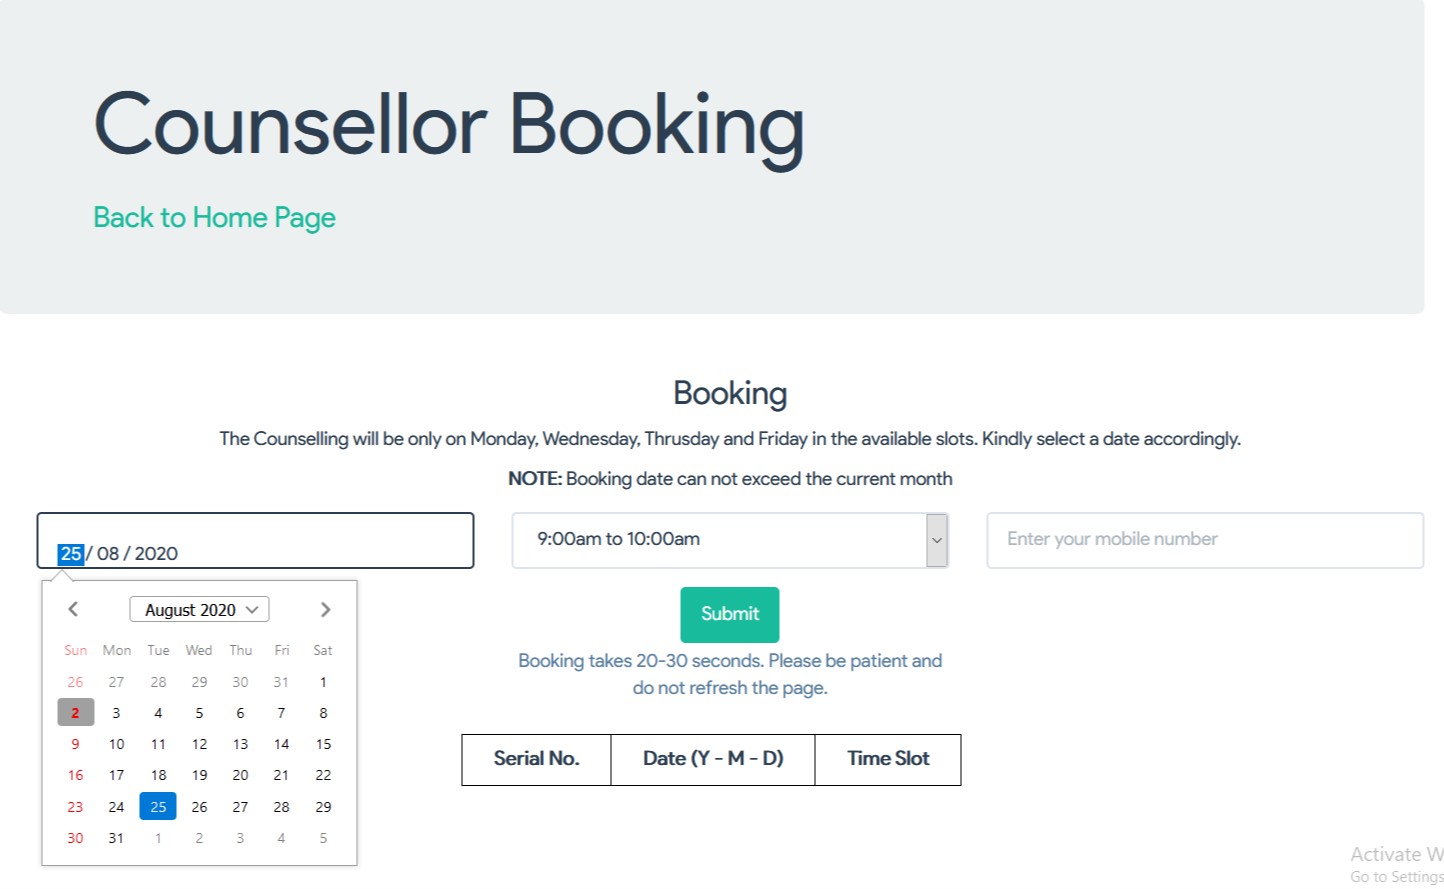 Counsellor Booking
Back to Home Page
Booking
The Counselling will be only on Monday, Wednesday, Thrusday and Friday in the available slots. Kindly select a date accordingly.
NOTE: Booking date can not exceed the current month
25 / 08 / 2020
9:00am to 10:00am
Enter your mobile number
August 2020
Sun Mon Tue Wed Thu Fri Sat
26 27 28 29 30 31 1
2 3 4 5 6 7 8
9 10 11 12 13 14 15
16 17 18 19 20 21 22
23 24 25 26 27 28 29
30 31 1 2 3 4 5
Submit
Booking takes 20-30 seconds. Please be patient and
do not refresh the page.
Serial No. Date (Y - M - D) Time Slot
Activate W
Go to Settings